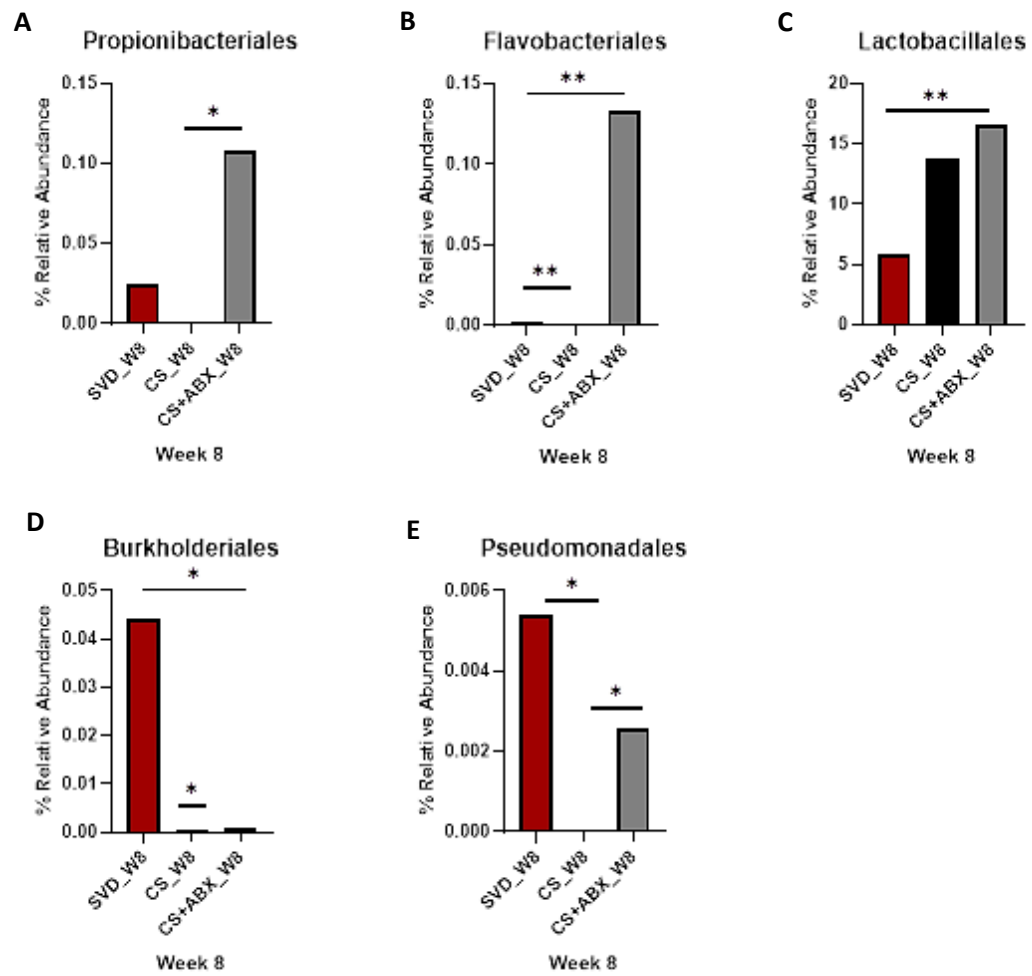 A
Propionibacteriales
% Relative Abundance
0.15
0.10
0.05
0.00
*
SVD_W8
CS_W8
CS+ABX_W8
Week 8
B
Flavobacteriales
% Relative Abundance
0.15
0.10
0.05
0.00
**
**
SVD_W8
CS_W8
CS+ABX_W8
Week 8
C
Lactobacillales
% Relative Abundance
20
15
10
5
0
**
SVD_W8
CS_W8
CS+ABX_W8
Week 8
D
Burkholderiales
% Relative Abundance
0.05
0.04
0.03
0.02
0.01
0.00
*
*
SVD_W8
CS_W8
CS+ABX_W8
Week 8
E
Pseudomonadales
% Relative Abundance
0.006
0.004
0.002
0.000
*
*
SVD_W8
CS_W8
CS+ABX_W8
Week 8